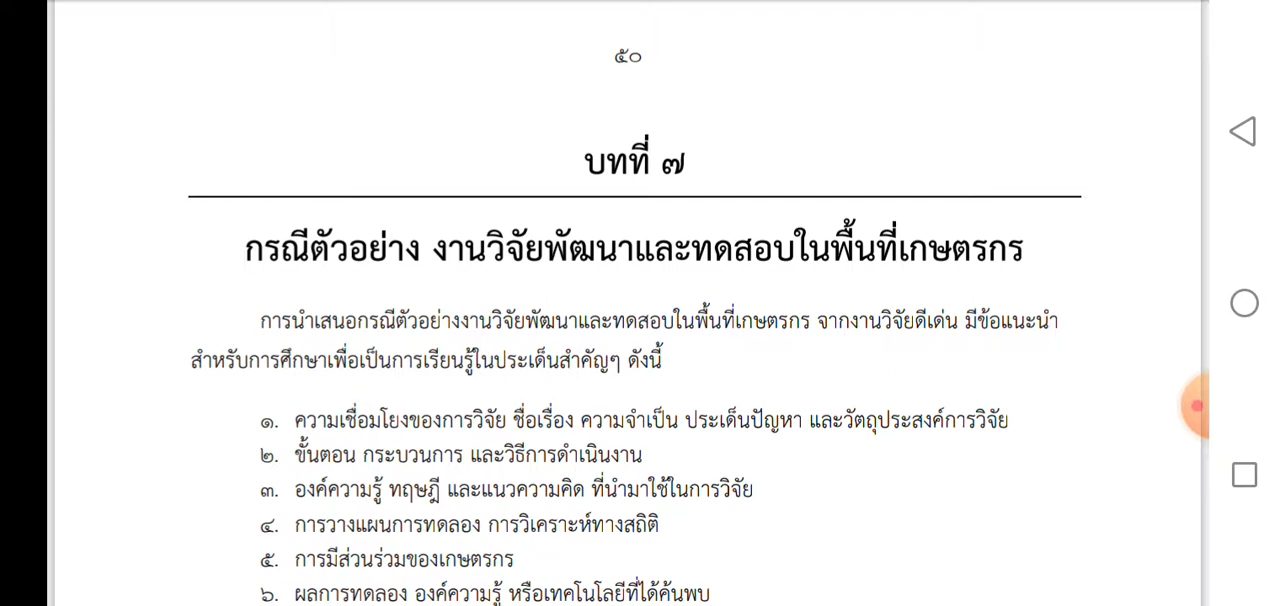 ๕๐
บทที่ ๗
กรณีตัวอย่าง งานวิจัยพัฒนาและทดสอบในพื้นที่เกษตรกร
การนำเสนอกรณีตัวอย่างงานวิจัยพัฒนาและทดสอบในพื้นที่เกษตรกร จากงานวิจัยดีเด่น มีข้อแนะนำ
สำหรับการศึกษาเพื่อเป็นการเรียนรู้ในประเด็นสำคัญๆ ดังนี้
๑. ความเชื่อมโยงของการวิจัย ชื่อเรื่อง ความจำเป็น ประเด็นปัญหา และวัตถุประสงค์การวิจัย
๒. ขั้นตอน กระบวนการ และวิธีการดำเนินงาน
๓. องค์ความรู้ ทฤษฎี และแนวความคิด ที่นำมาใช้ในการวิจัย
๔. การวางแผนการทดลอง การวิเคราะห์ทางสถิติ
๕. การมีส่วนร่วมของเกษตรกร
๖. ผลการทดลอง องค์ความรู้ หรือเทคโนโลยีที่ได้ค้นพบ